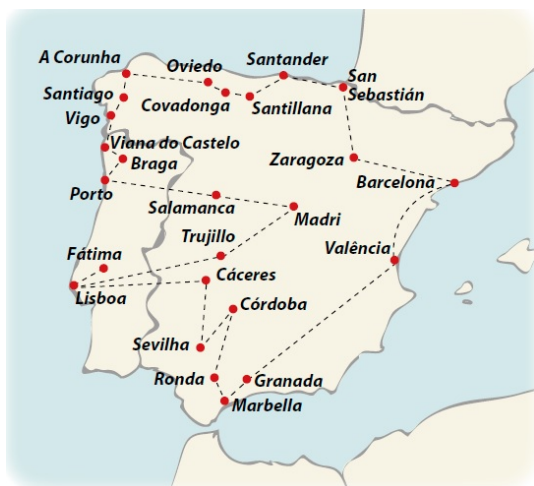 A Corunha
Oviedo
Santander
San
Sebastián
Santiago
Covadonga
Santillana
Vigo
Viana do Castelo
Braga
Zaragoza
Barcelona
Porto
Salamanca
Madri
Trujillo
Valência
Fátima
Cáceres
Lisboa
Córdoba
Sevilha
Ronda
Granada
Marbella